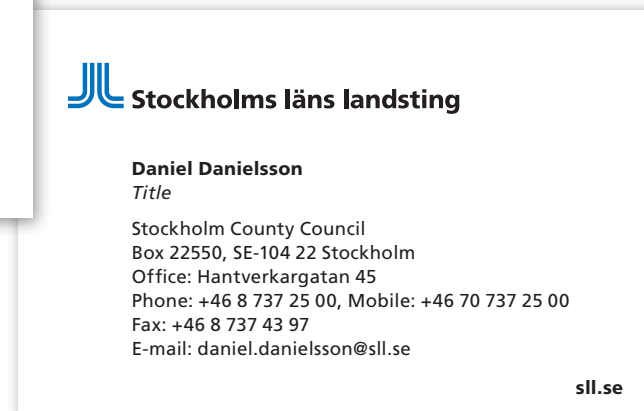 Stockholms läns landsting
Daniel Danielsson
Title
Stockholm County Council
Box 22550, SE-104 22 Stockholm
Office: Hantverkargatan 45
Phone: +46 8 737 25 00, Mobile: +46 70 737 25 00
Fax: +46 8 737 43 97
E-mail: daniel.danielsson@sll.se
sll.se